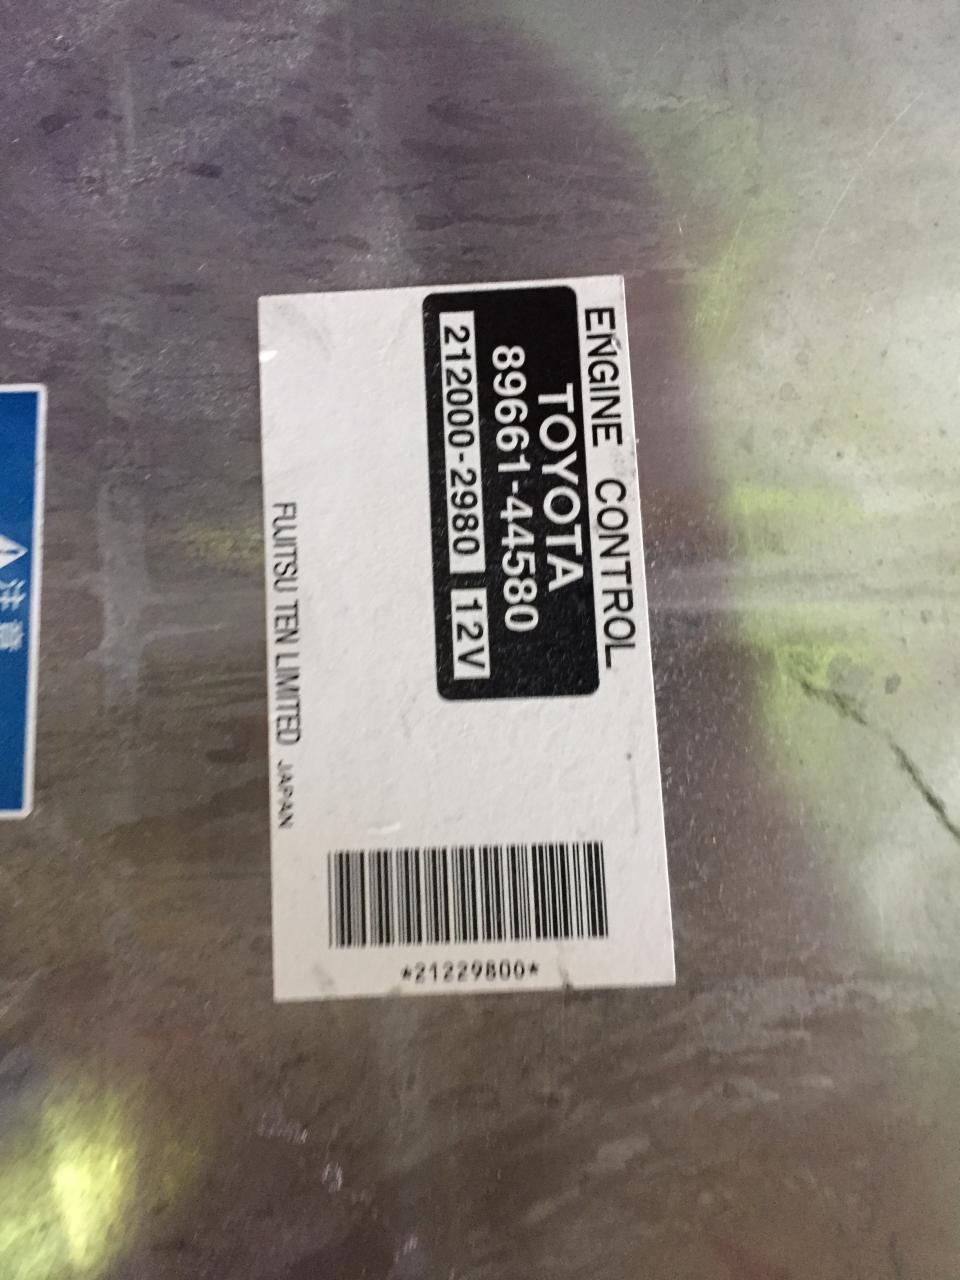 ENGINE CONTROL
TOYOTA
89661-44580
212000-2980 12V
FUJITSU TEN LIMITED JAPAN
*21229800*
注意